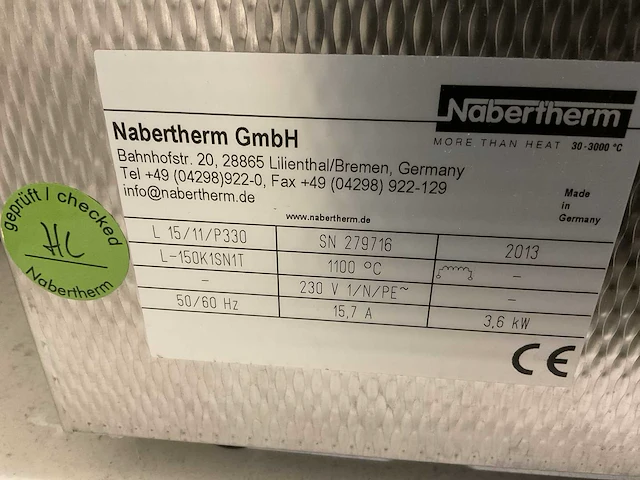 Nabertherm
MORE THAN HEAT 30-3000 °C
Nabertherm GmbH
Bahnhofstr. 20, 28865 Lilienthal/Bremen, Germany
Tel +49 (04298)922-0, Fax +49 (04298) 922-129
info@nabertherm.de
Made
in
Germany
www.nabertherm.de
L 15/11/P330 SN 279716 2013
L-150K1SN1T 1100 °C -
- 230 V 1/N/PE~ -
50/60 Hz 15,7 A 3,6 kW
CE
geprüft / checked
HL
Nabertherm